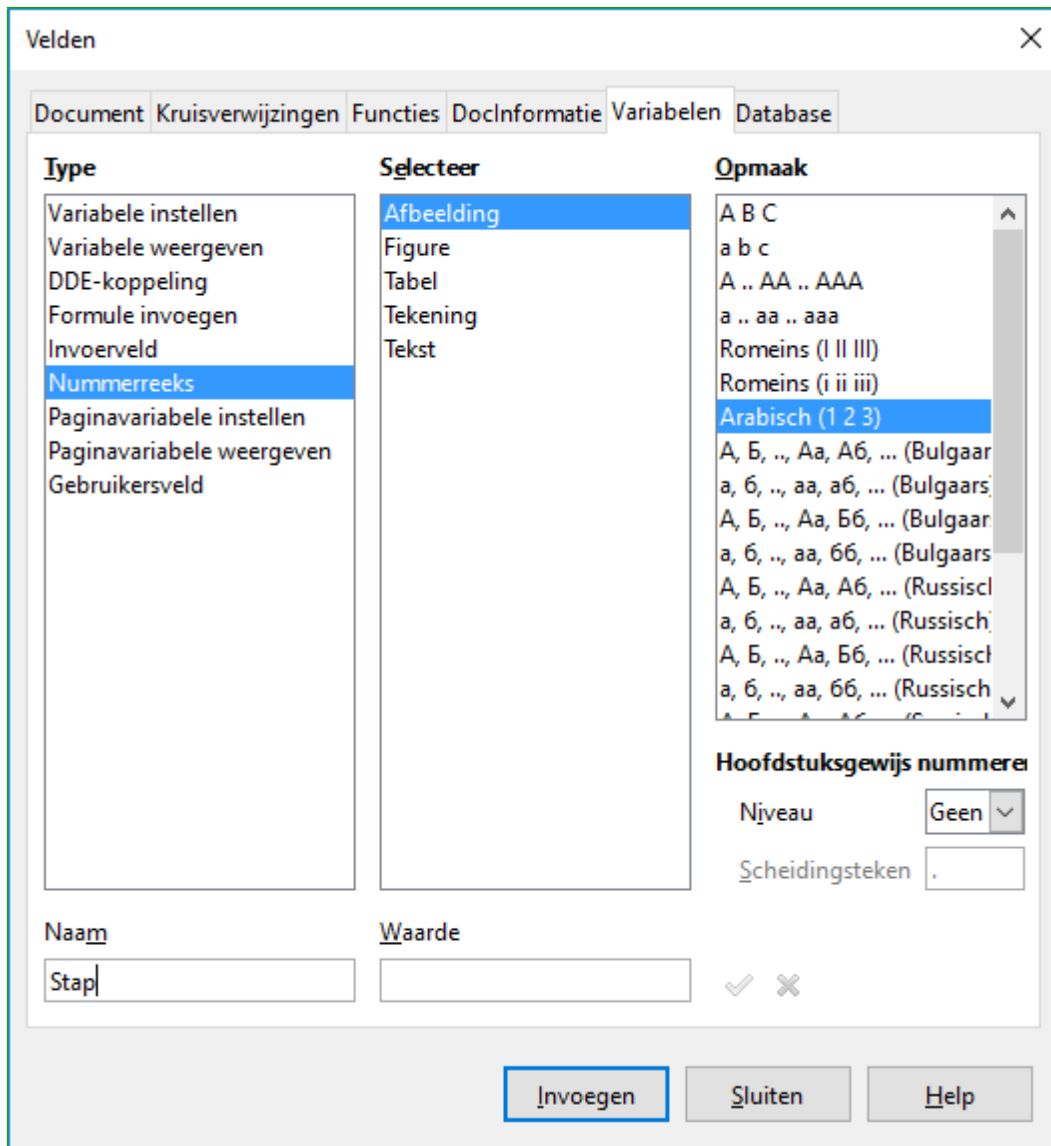 Velden
Document Kruisverwijzingen Functies DocInformatie Variabelen Database
Type
Variabele instellen
Variabele weergeven
DDE-koppeling
Formule invoegen
Invoerveld
Nummerreeks
Paginavariabele instellen
Paginavariabele weergeven
Gebruikersveld
Selecteer
Afbeelding
Figure
Tabel
Tekening
Tekst
Opmaak
A B C
a b c
A .. AA .. AAA
a .. aa .. aaa
Romeins (I II III)
Romeins (i ii iii)
Arabisch (1 2 3)
А, Б, .., Аа, Аб, ... (Bulgaar
а, б, .., аа, аб, ... (Bulgaars)
А, Б, .., Аа, Бб, ... (Bulgaar
а, б, .., аа, бб, ... (Bulgaars
А, Б, .., Аа, Аб, ... (Russisch
а, б, .., аа, аб, ... (Russisch)
А, Б, .., Аа, Бб, ... (Russisch
а, б, .., аа, бб, ... (Russisch
Hoofdstuksgewijs nummeren
Niveau Geen
Scheidingsteken .
Naam
Stap
Waarde
Invoegen Sluiten Help